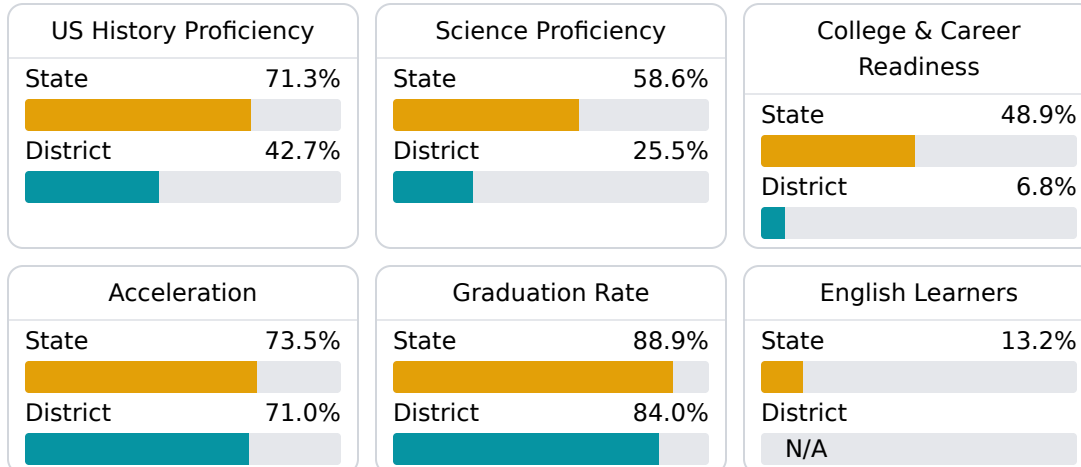 US History Proficiency
State 71.3%
District 42.7%
Science Proficiency
State 58.6%
District 25.5%
College & Career
Readiness
State 48.9%
District 6.8%
Acceleration
State 73.5%
District 71.0%
Graduation Rate
State 88.9%
District 84.0%
English Learners
State 13.2%
District
N/A